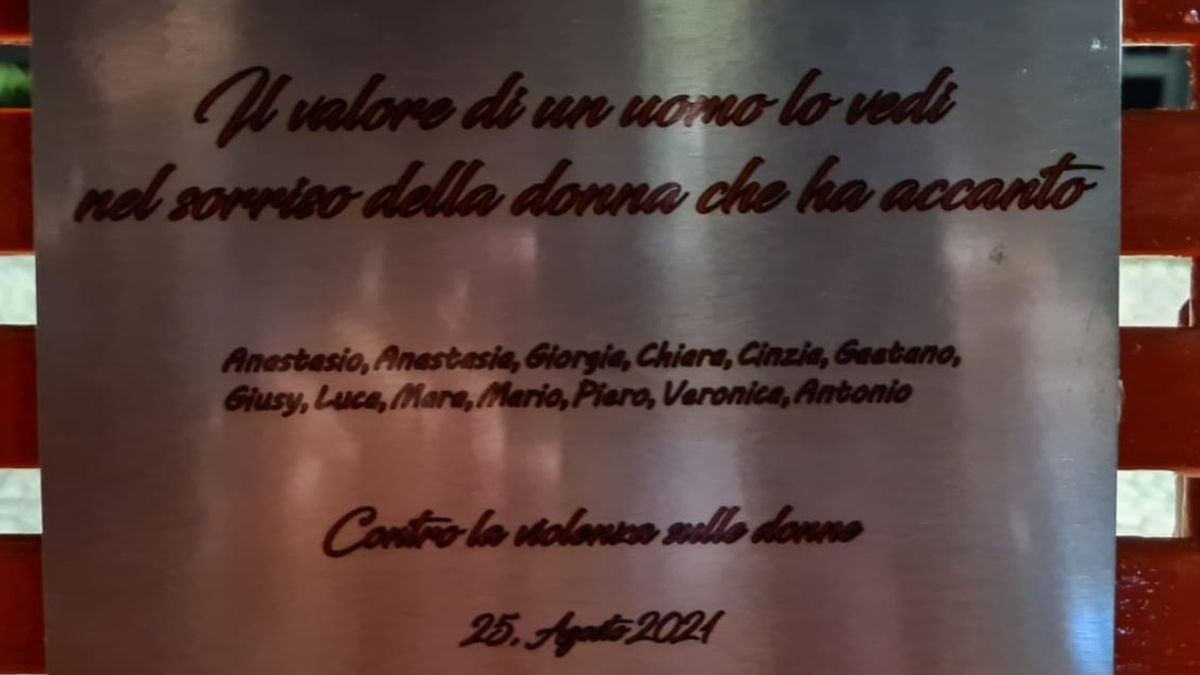 Il valore di un uomo lo vedi
nel sorriso della donna che ha accanto
Anastasio, Anastasia, Giorgia, Chiara, Cinzia, Gaetano,
Giusy, Luca, Mara, Mario, Piero, Veronica, Antonio
Contro la violenza sulle donne
25, Agosto 2021